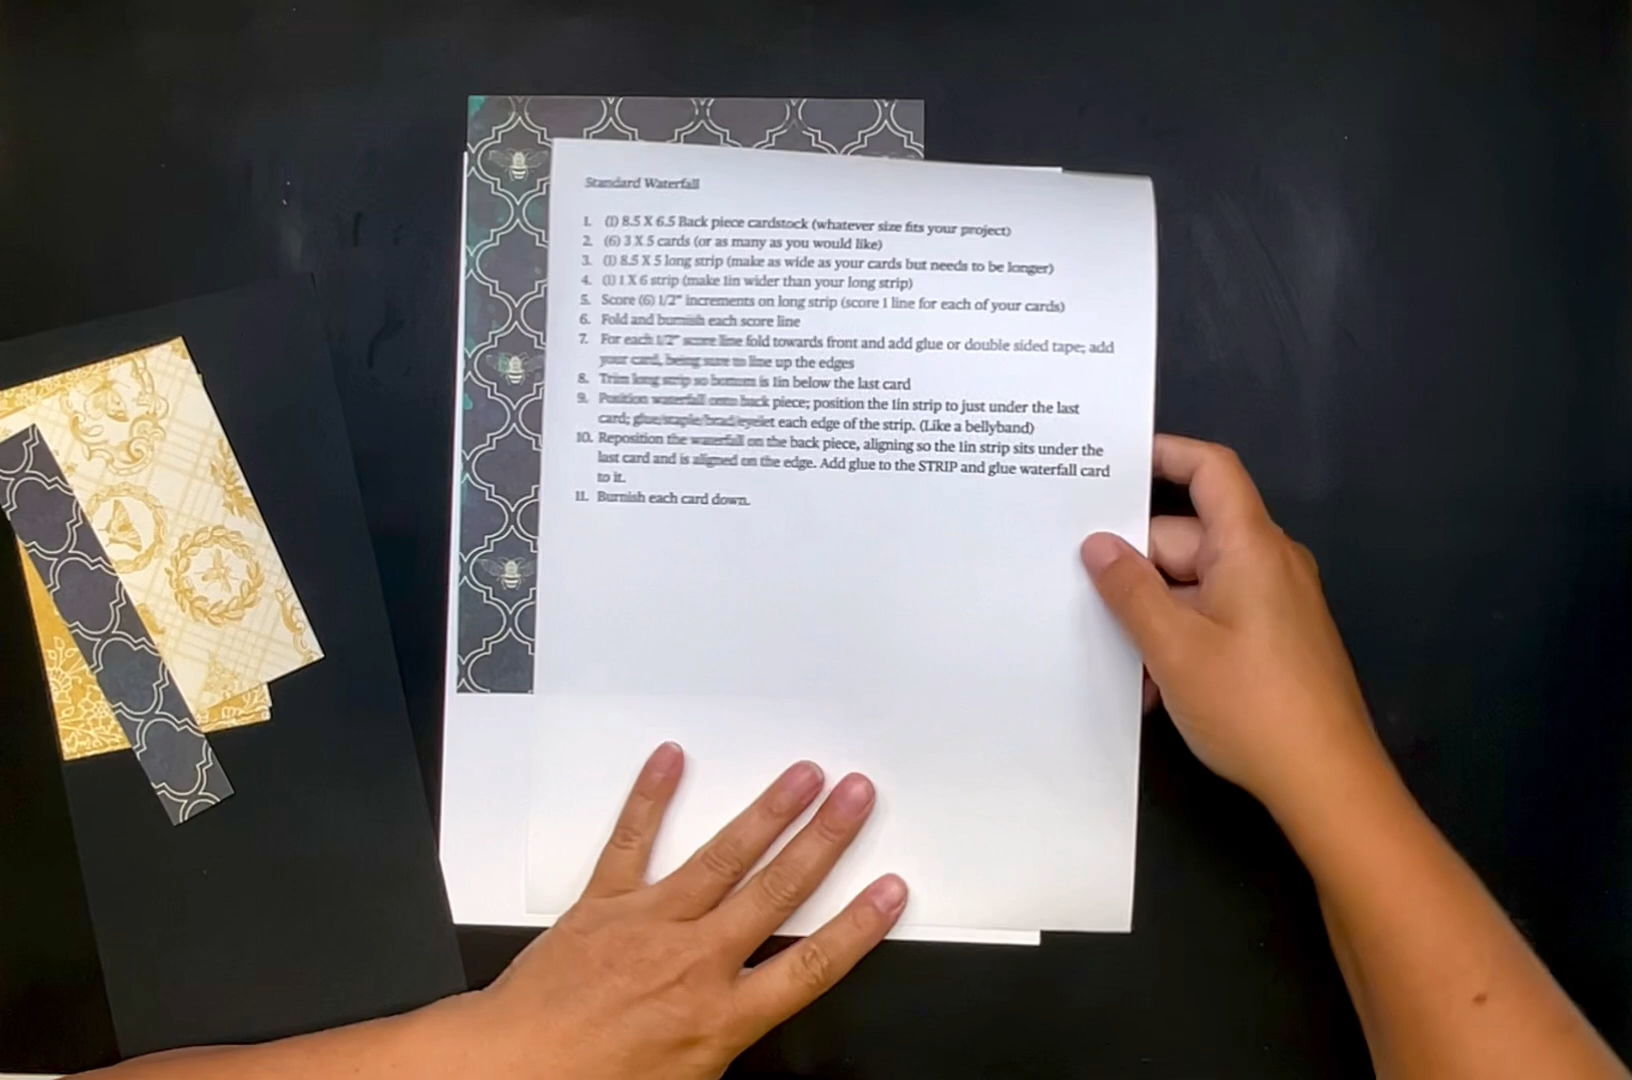 Standard Waterfall
1. (1) 8.5 X 6.5 Back piece cardstock (whatever size fits your project)
2. (6) 3 X 5 cards (or as many as you would like)
3. (1) 8.5 X 5 long strip (make as wide as your cards but needs to be longer)
4. (1) 1 X 6 strip (make 1in wider than your long strip)
5. Score (6) 1/2" increments on long strip (score 1 line for each of your cards)
6. Fold and burnish each score line
7. For each 1/2" score line fold towards front and add glue or double sided tape; add
your card, being sure to line up the edges
8. Trim long strip so bottom is 1in below the last card
9. Position waterfall onto back piece; position the 1in strip to just under the last
card; glue/staple/brad/eyelet each edge of the strip. (Like a bellyband)
10. Reposition the waterfall on the back piece, aligning so the 1in strip sits under the
last card and is aligned on the edge. Add glue to the STRIP and glue waterfall card
to it.
11. Burnish each card down.